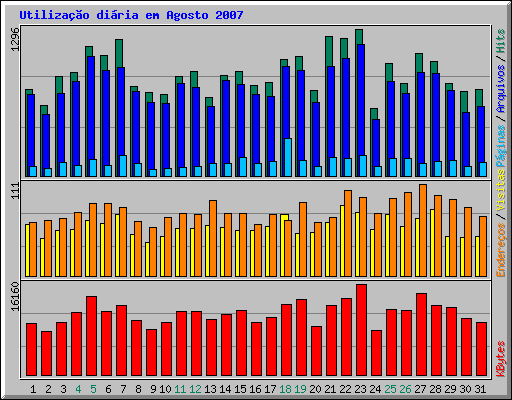 Utilização diária em Agosto 2007
1296
111
16160
Endereços / Visitas Páginas / Arquivos / Hits
KBytes
1 2 3 4 5 6 7 8 9 10 11 12 13 14 15 16 17 18 19 20 21 22 23 24 25 26 27 28 29 30 31